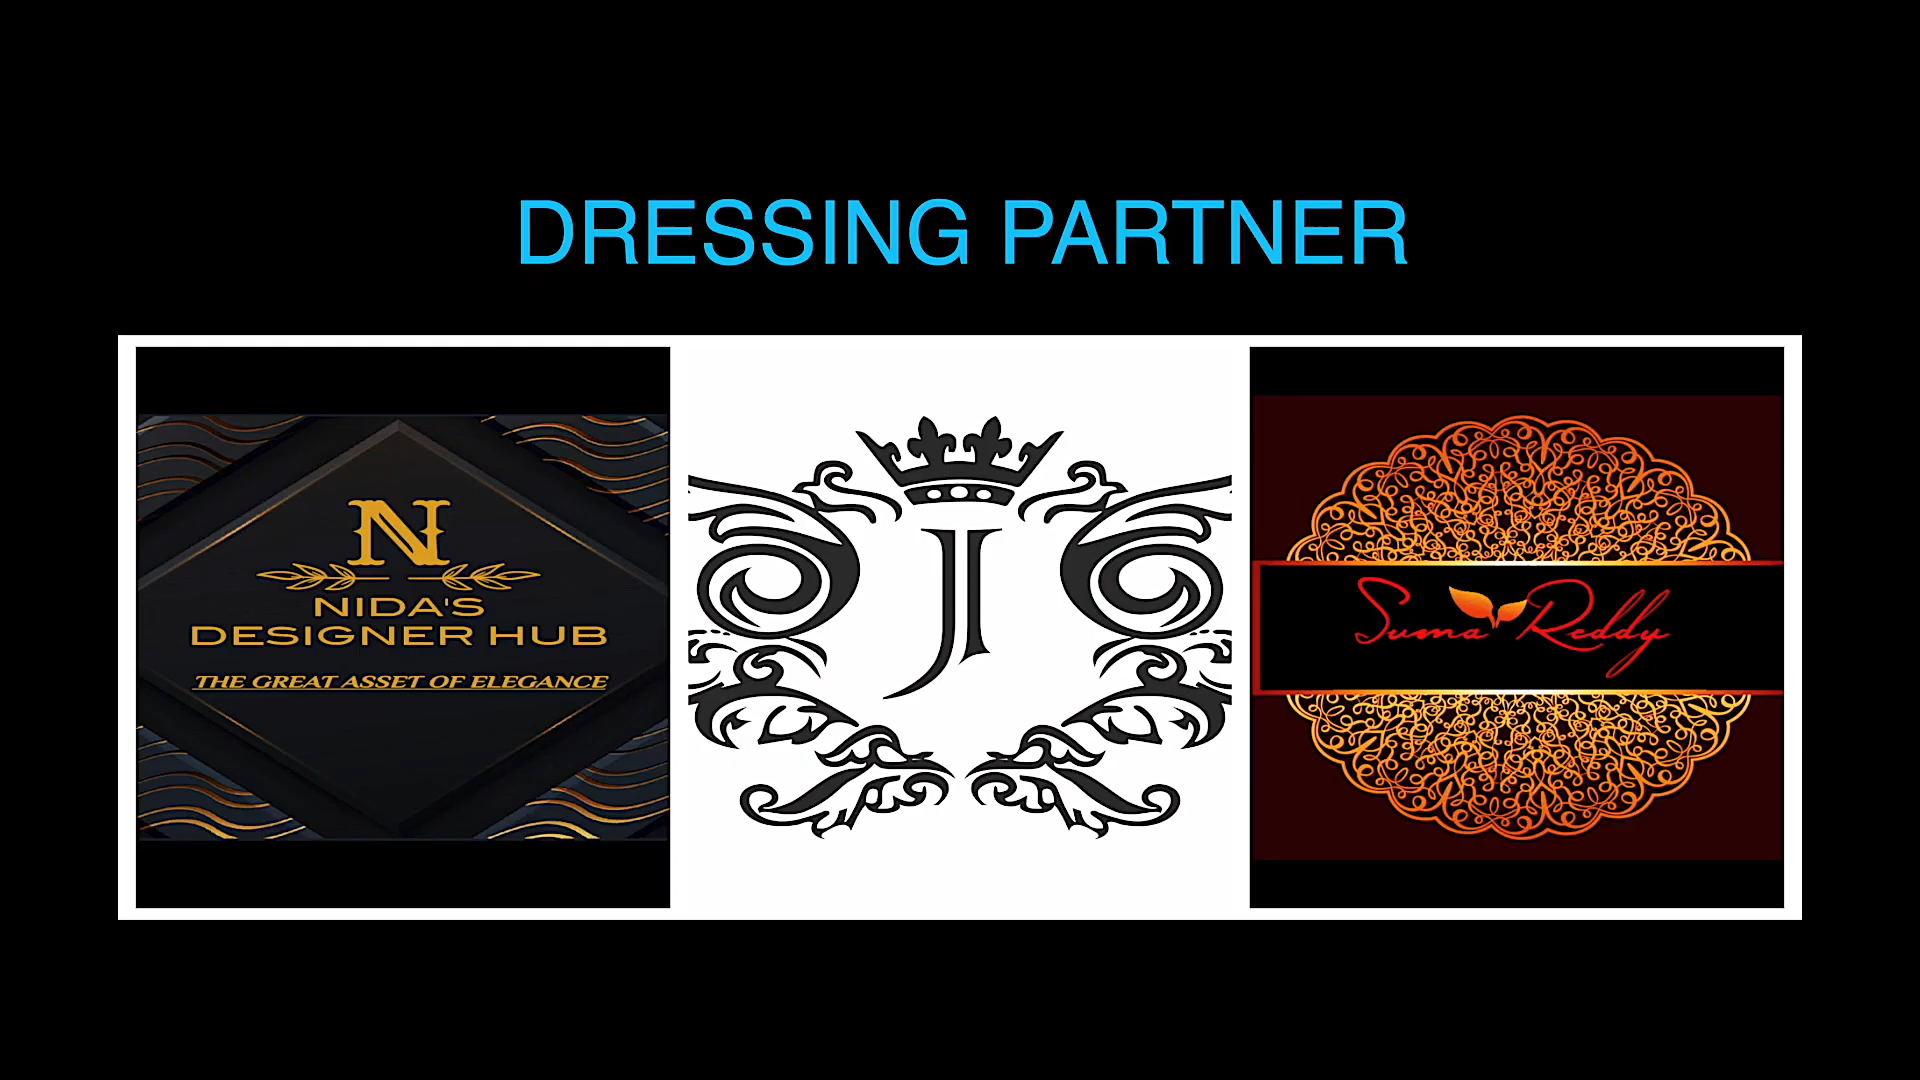 DRESSING PARTNER
N
NIDA'S
DESIGNER HUB
THE GREAT ASSET OF ELEGANCE
J
Suma Reddy